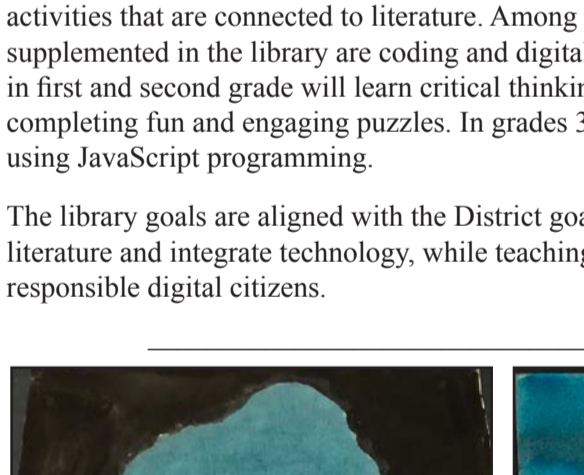 activities that are connected to literature. Among
supplemented in the library are coding and digital
in first and second grade will learn critical
completing fun and engaging puzzles. In grades 3
using JavaScript programming.
The library goals are aligned with the District
literature and integrate technology, while teaching
responsible digital citizens.